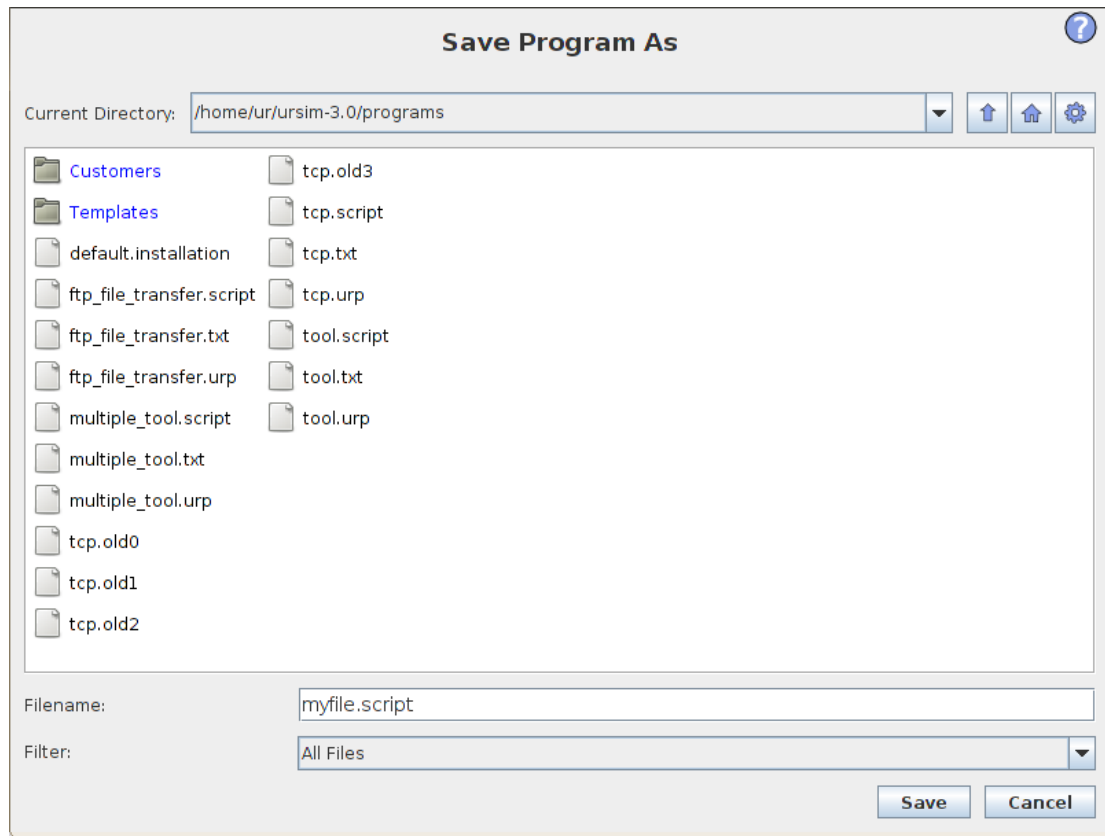 Save Program As
?
Current Directory: /home/ur/ursim-3.0/programs
Customers
Templates
default.installation
ftp_file_transfer.script
ftp_file_transfer.txt
ftp_file_transfer.urp
multiple_tool.script
multiple_tool.txt
multiple_tool.urp
tcp.old0
tcp.old1
tcp.old2
tcp.old3
tcp.script
tcp.txt
tcp.urp
tool.script
tool.txt
tool.urp
Filename: myfile.script
Filter: All Files
Save Cancel